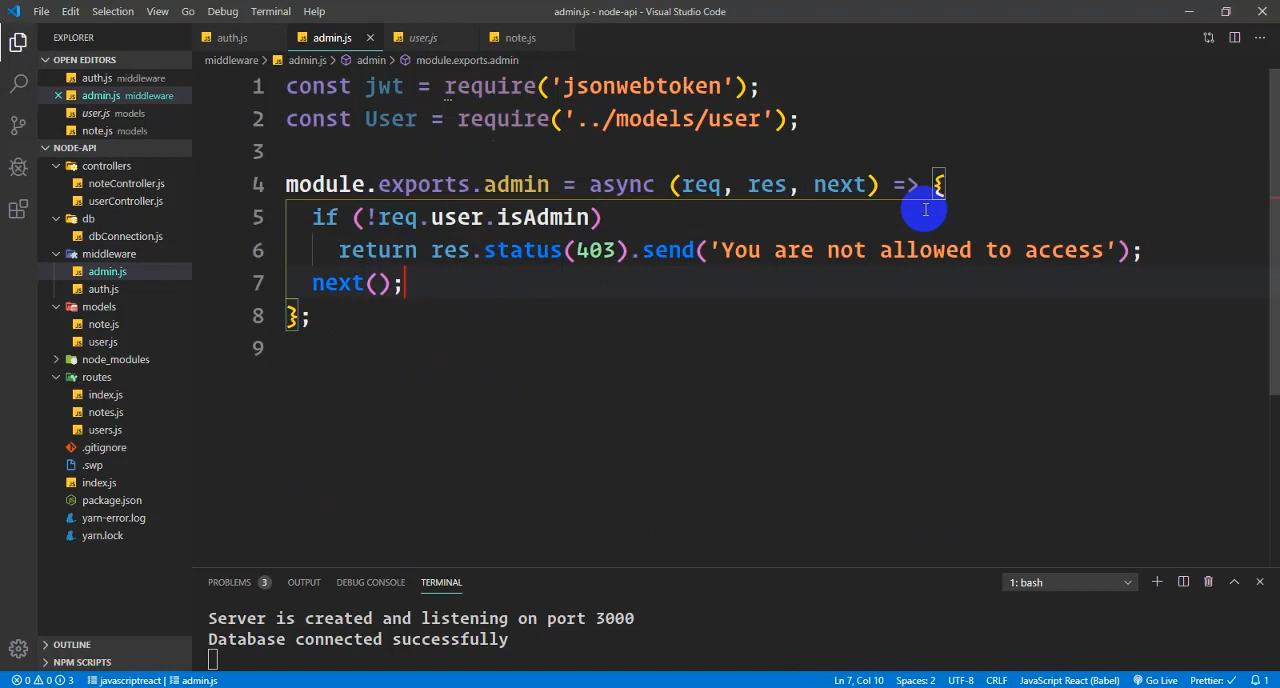 File Edit Selection View Go Debug Terminal Help
admin.js - node-api - Visual Studio Code
EXPLORER
OPEN EDITORS
auth.js middleware
admin.js middleware
user.js models
note.js models
NODE-API
controllers
noteController.js
userController.js
db
dbConnection.js
middleware
admin.js
auth.js
models
note.js
user.js
node_modules
routes
index.js
notes.js
users.js
.gitignore
.swp
index.js
package.json
yarn-error.log
yarn.lock
OUTLINE
NPM SCRIPTS
auth.js admin.js user.js note.js
middleware > admin.js > admin > module.exports.admin
1 const jwt = require('jsonwebtoken');
2 const User = require('../models/user');
3
4 module.exports.admin = async (req, res, next) => {
5 if (!req.user.isAdmin)
6 return res.status(403).send('You are not allowed to access');
7 next();
8 };
9
PROBLEMS 3 OUTPUT DEBUG CONSOLE TERMINAL
1: bash
Server is created and listening on port 3000
Database connected successfully
0 0 3 javascriptreact | admin.js Ln 7, Col 10 Spaces: 2 UTF-8 CRLF JavaScript React (Babel) Go Live Prettier: 1